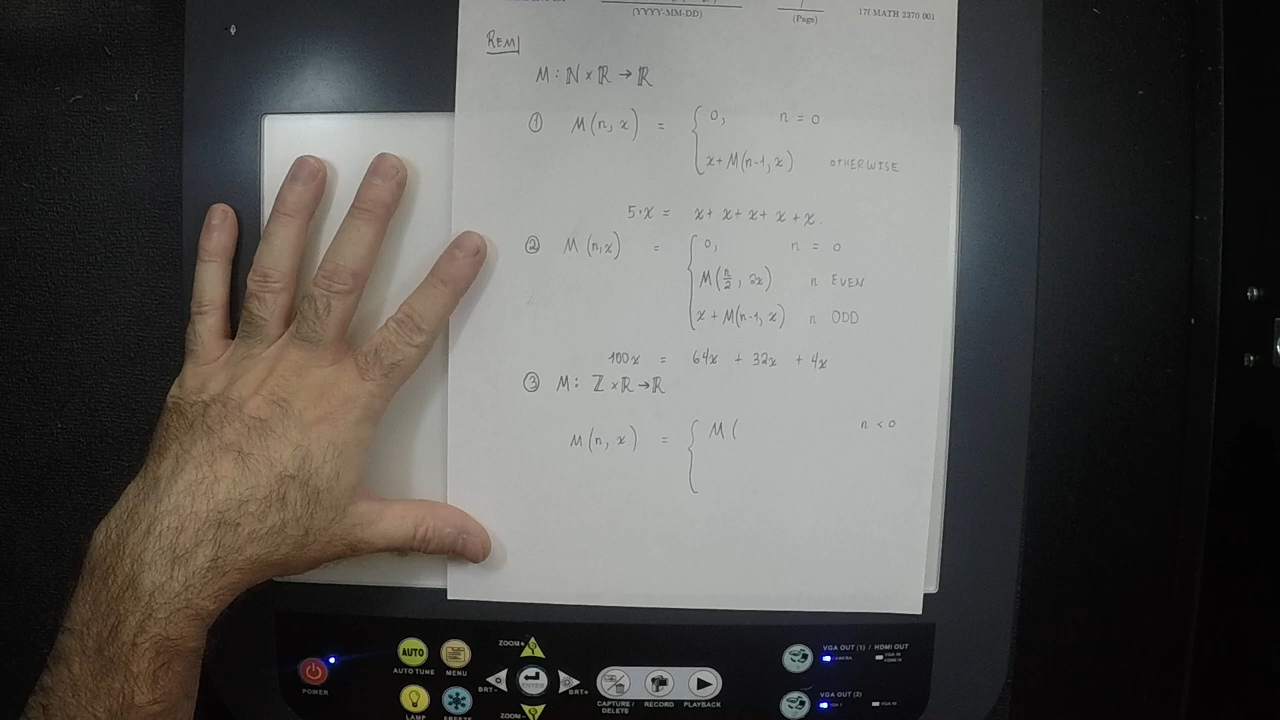 (YYYY-MM-DD)
(Page)
17f MATH 2370 001
REM
M : ℕ × ℝ → ℝ
① M(n, x) = { 0, n = 0
x + M(n-1, x) OTHERWISE
5·x = x + x + x + x + x.
② M(n, x) = { 0, n = 0
M(n/2, 2x) n EVEN
x + M(n-1, x) n ODD
100x = 64x + 32x + 4x
③ M : ℤ × ℝ → ℝ
M(n, x) = { M( n < 0
AUTO
AUTO TUNE
MENU
ZOOM+
POWER
BRT-
ENTER
BRT+
CAPTURE / DELETE
RECORD
PLAYBACK
LAMP
FREEZE
ZOOM-
VGA OUT (1) / HDMI OUT
CAMERA
VGA OUT (2)